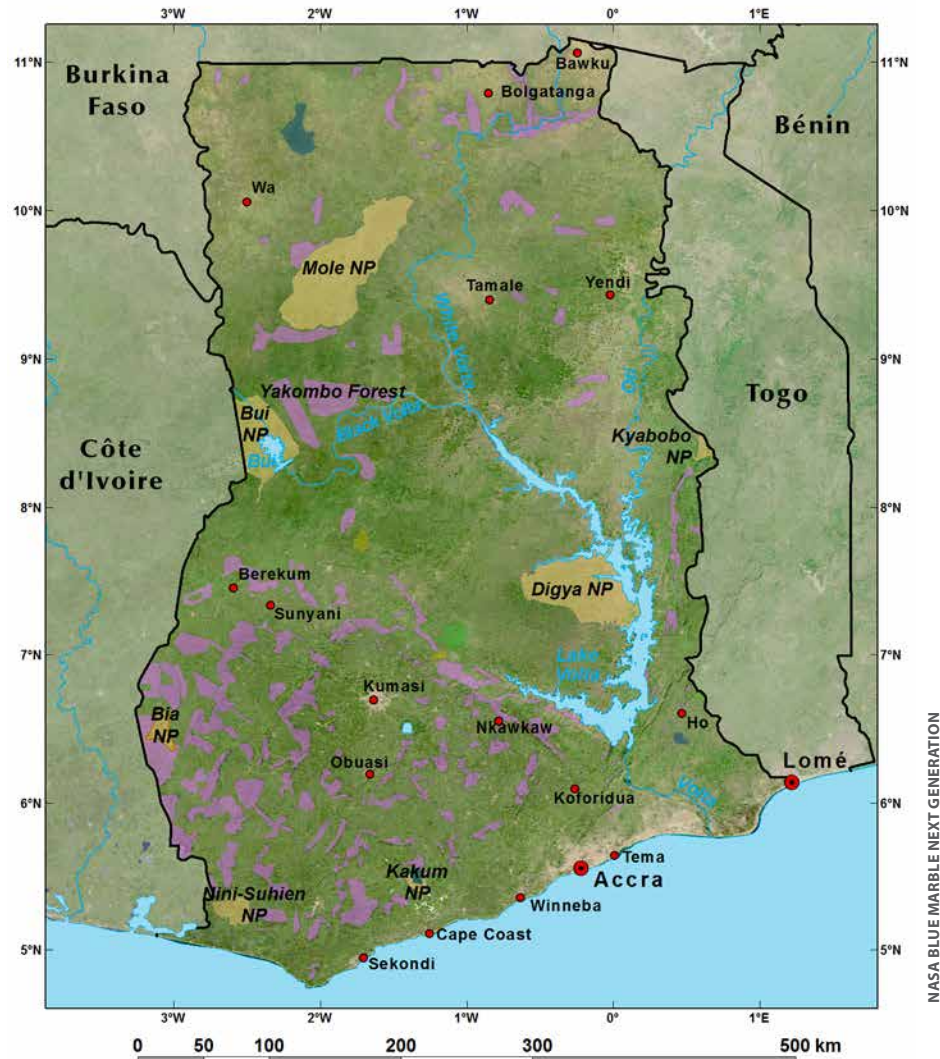 3°W 2°W 1°W 0° 1°E
11°N 11°N
Burkina
Faso
Bawku
Bolgatanga
Bénin
Wa
10°N 10°N
Mole NP
Tamale
Yendi
White Volta
Oti
9°N 9°N
Yakombo Forest
Togo
Bui
NP
Black Volta
Kyabobo
NP
Bui
Côte
d'Ivoire
8°N 8°N
Berekum
Digya NP
Sunyani
7°N 7°N
Lake
Volta
Kumasi
Bia
NP
Nkawkaw
Ho
Obuasi
Lomé
Koforidua
Volta
6°N 6°N
Tema
Kakum
NP
Accra
Nini-Suhien
NP
Winneba
Cape Coast
5°N 5°N
Sekondi
3°W 2°W 1°W 0° 1°E
0 50 100 200 300 500 km
NASA BLUE MARBLE NEXT GENERATION